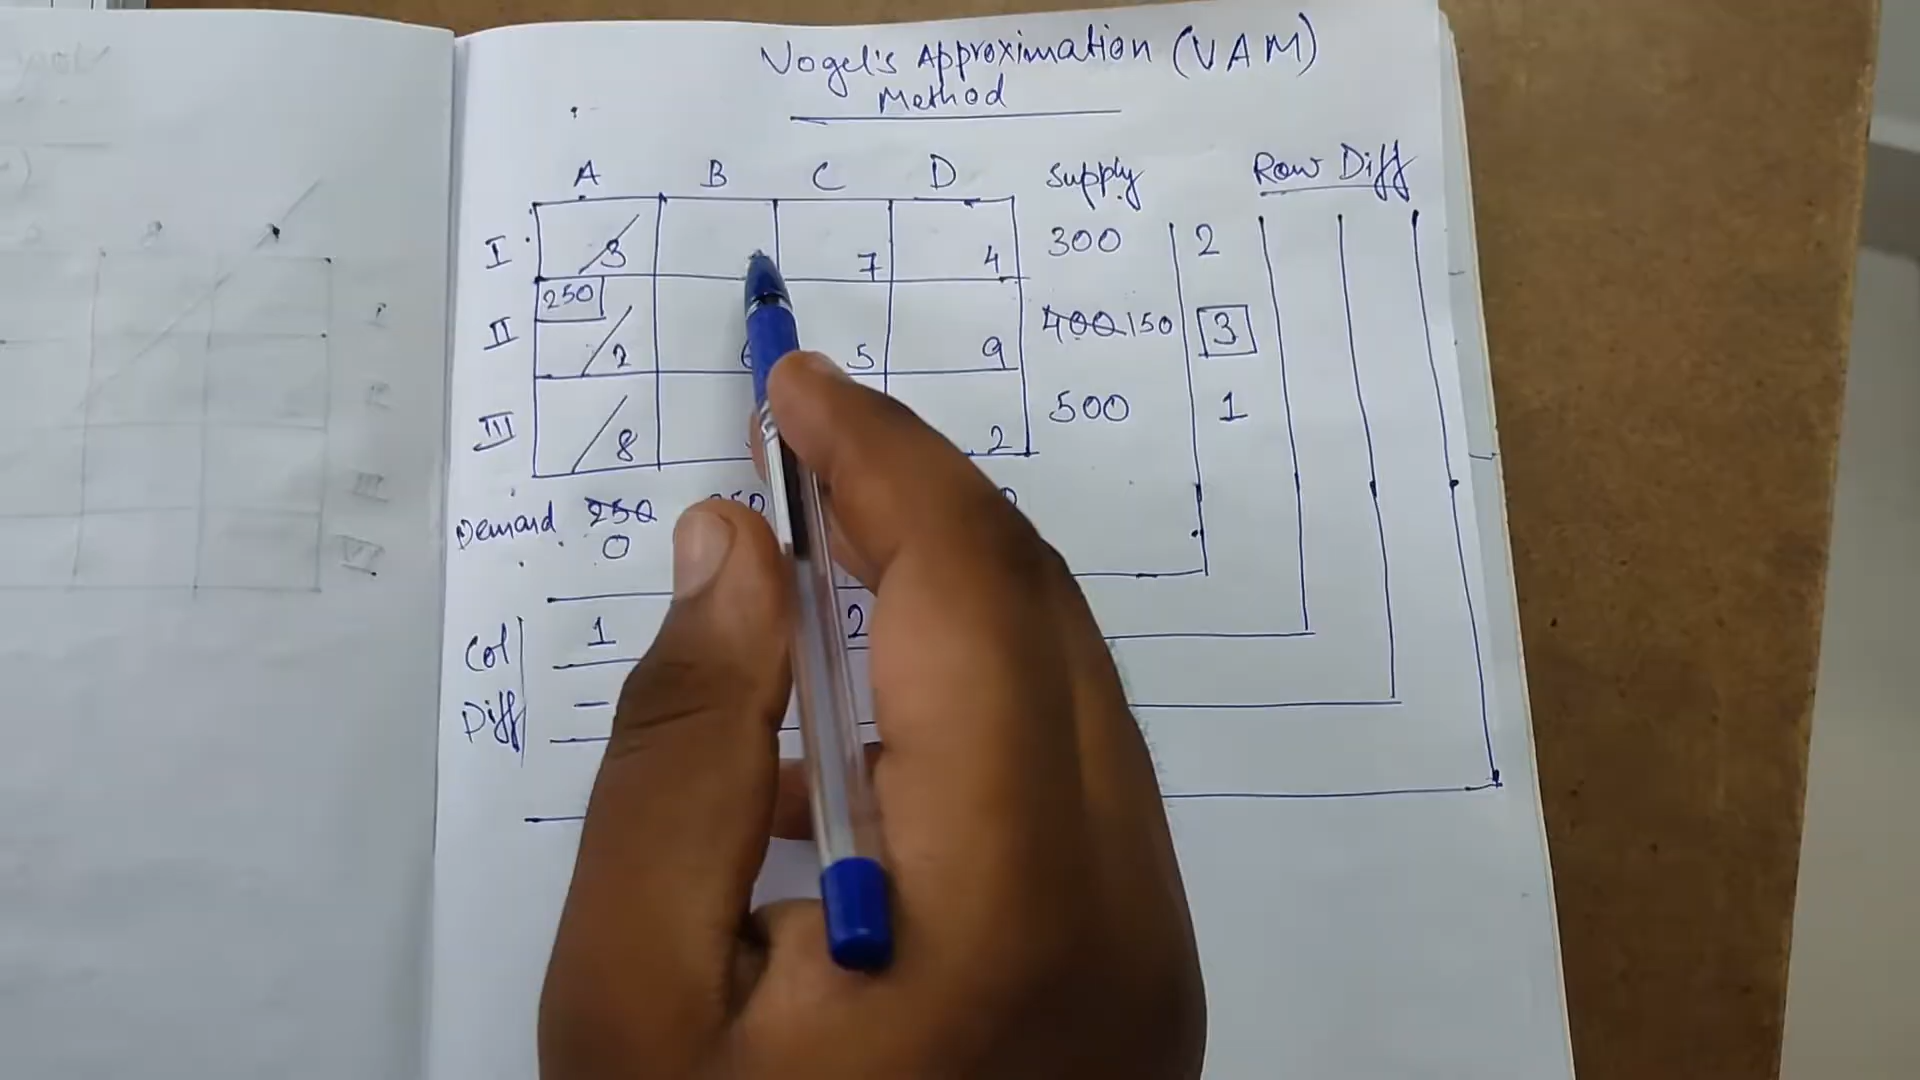 Vogel's Approximation (VAM)
Method
A B C D Supply Row Diff
I 3 7 4 300 2
250
II 2 6 5 9 400 150 3
III 8 2 500 1
Demand 250
0
Col 1 2
Diff —